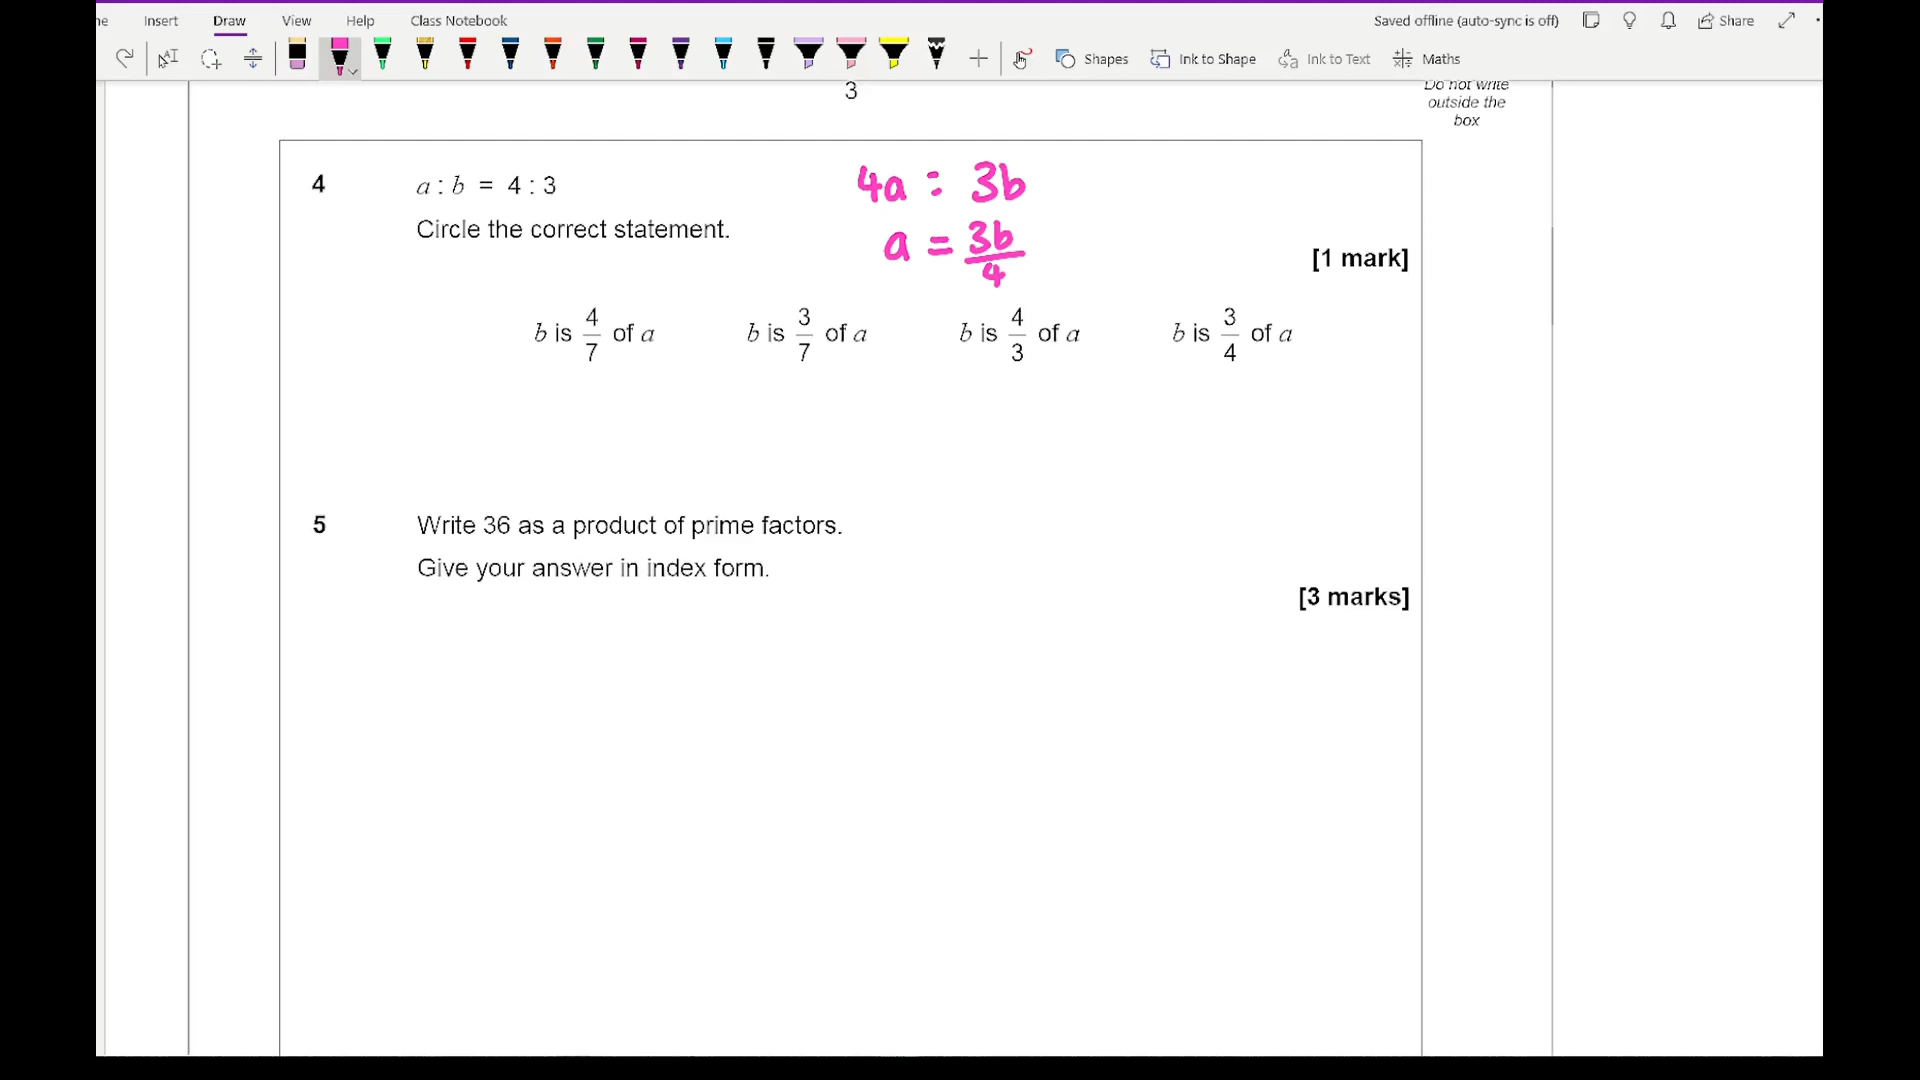 ne Insert Draw View Help Class Notebook Saved offline (auto-sync is off) Share
Shapes Ink to Shape Ink to Text Maths
3
Do not write
outside the
box
4 a : b = 4 : 3
4a = 3b
Circle the correct statement.
a = 3b/4
[1 mark]
b is 4/7 of a b is 3/7 of a b is 4/3 of a b is 3/4 of a
5 Write 36 as a product of prime factors.
Give your answer in index form.
[3 marks]